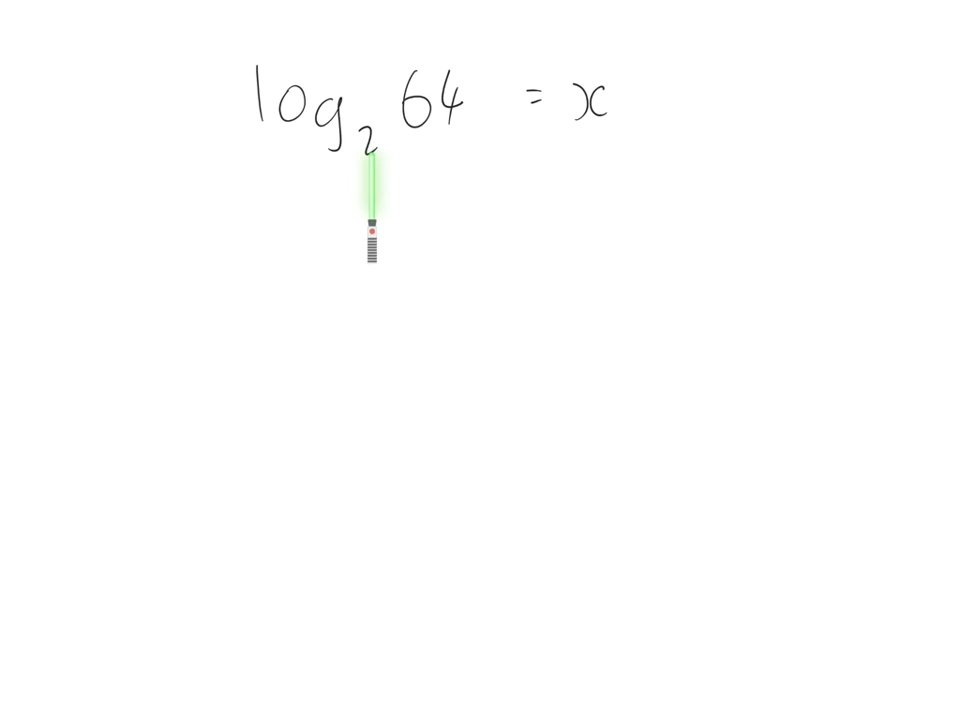 log₂ 64 = x